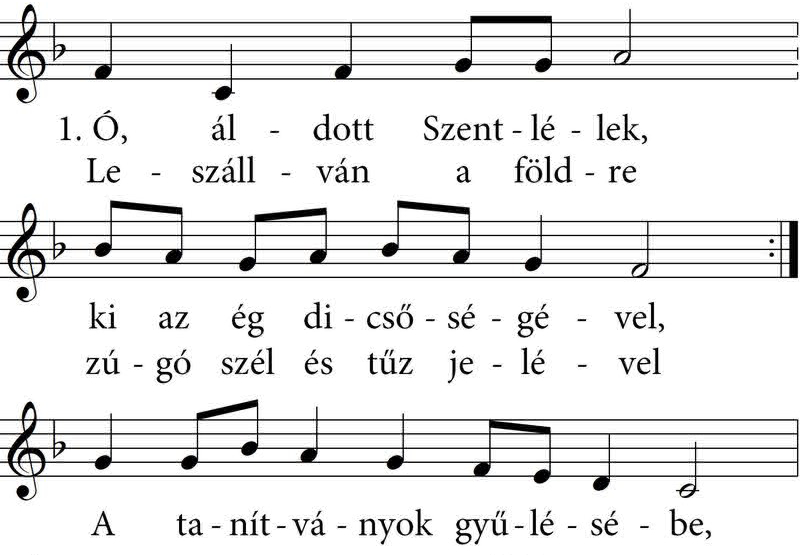 1. Ó, ál - dott Szent - lé - lek,
Le - száll - ván a föld - re
ki az ég di - cső - sé - gé - vel,
zú - gó szél és tűz je - lé - vel
A ta - nít - vá - nyok gyű - lé - sé - be,